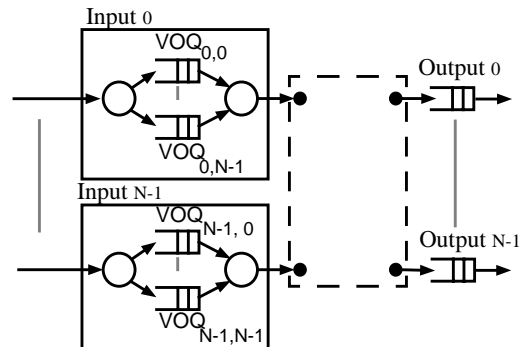 Input 0
VOQ0,0
Output 0
VOQ0,N-1
Input N-1
VOQN-1, 0
Output N-1
VOQN-1,N-1